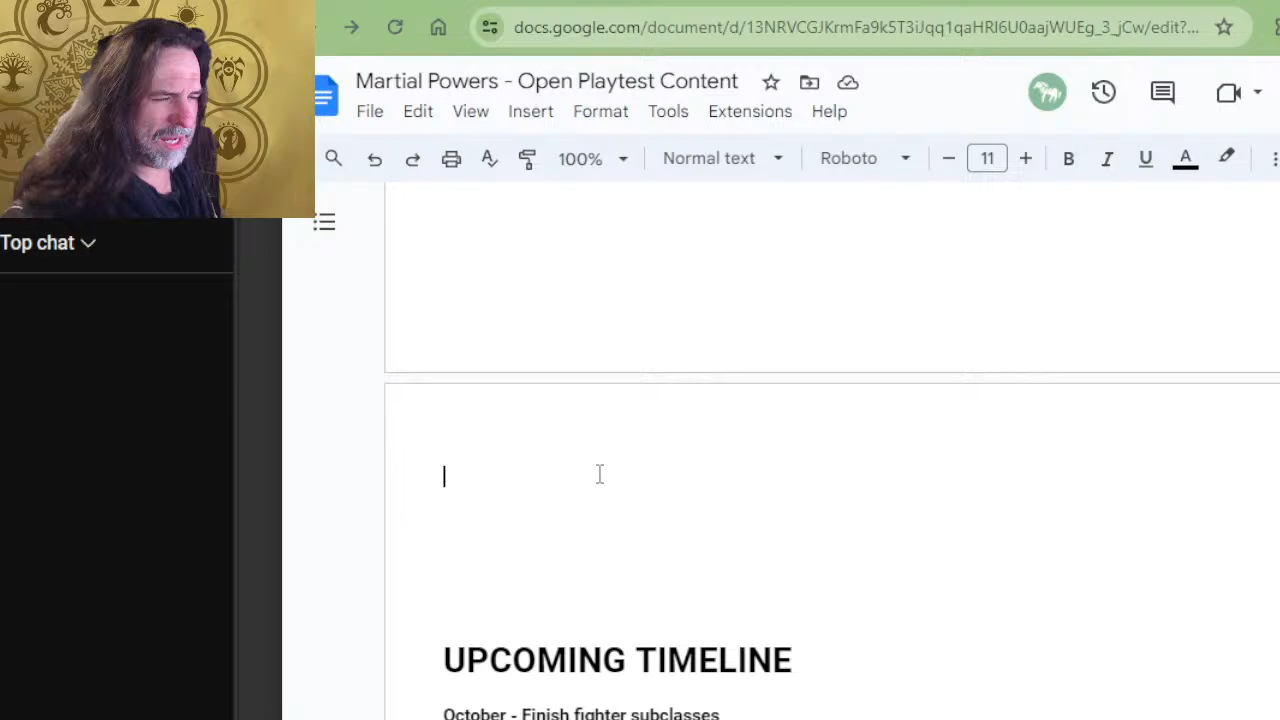 docs.google.com/document/d/13NRVCGJKrmFa9k5T3iJqq1qaHRl6U0aajWUEg_3_jCw/edit?...
Martial Powers - Open Playtest Content
File Edit View Insert Format Tools Extensions Help
100% Normal text Roboto 11 B I U A
Top chat
UPCOMING TIMELINE
October - Finish fighter subclasses